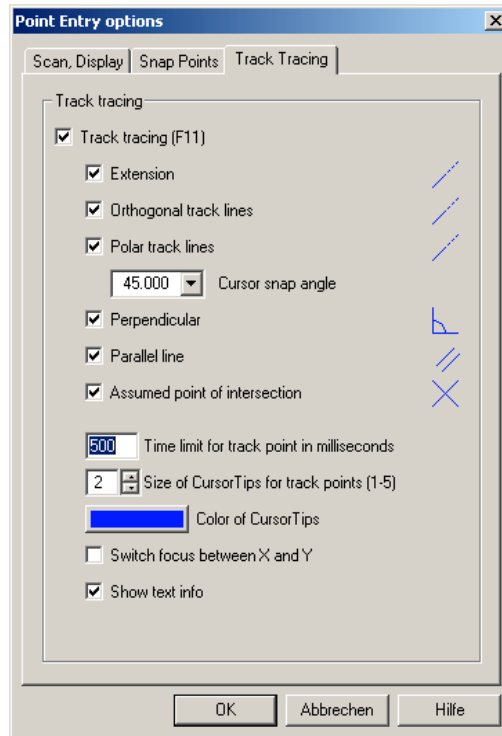 Point Entry options
Scan, Display Snap Points Track Tracing
Track tracing
Track tracing (F11)
Extension
Orthogonal track lines
Polar track lines
45.000 Cursor snap angle
Perpendicular
Parallel line
Assumed point of intersection
500 Time limit for track point in milliseconds
2 Size of CursorTips for track points (1-5)
Color of CursorTips
Switch focus between X and Y
Show text info
OK Abbrechen Hilfe